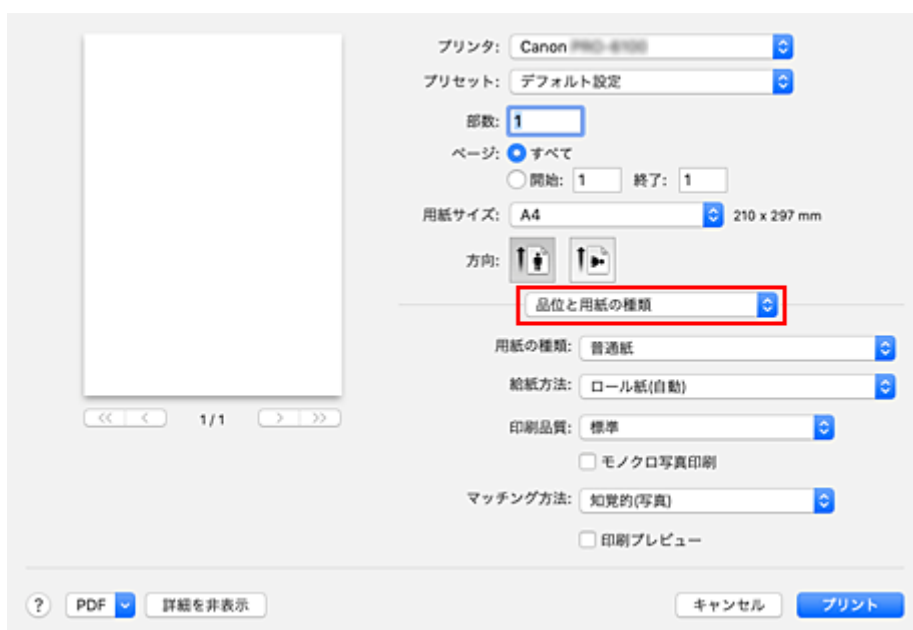 プリンタ: Canon
プリセット: デフォルト設定
部数: 1
ページ: すべて
開始: 1 終了: 1
用紙サイズ: A4 210 x 297 mm
方向:
品位と用紙の種類
用紙の種類: 普通紙
給紙方法: ロール紙(自動)
<< < 1/1 > >>
印刷品質: 標準
モノクロ写真印刷
マッチング方法: 知覚的(写真)
印刷プレビュー
? PDF 詳細を非表示 キャンセル プリント